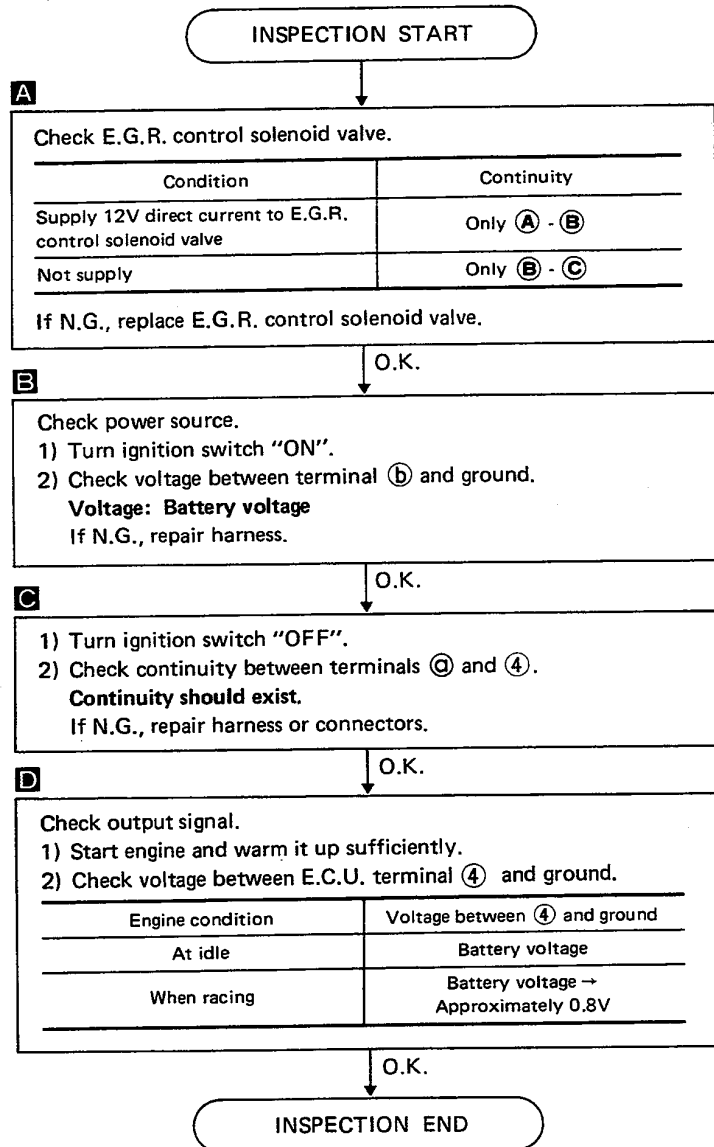 INSPECTION START
A
Check E.G.R. control solenoid valve.
Condition Continuity
Supply 12V direct current to E.G.R. control solenoid valve Only Ⓐ - Ⓑ
Not supply Only Ⓑ - Ⓒ
If N.G., replace E.G.R. control solenoid valve.
O.K.
B
Check power source.
1) Turn ignition switch "ON".
2) Check voltage between terminal ⓑ and ground.
Voltage: Battery voltage
If N.G., repair harness.
O.K.
C
1) Turn ignition switch "OFF".
2) Check continuity between terminals ⓐ and ④.
Continuity should exist.
If N.G., repair harness or connectors.
O.K.
D
Check output signal.
1) Start engine and warm it up sufficiently.
2) Check voltage between E.C.U. terminal ④ and ground.
Engine condition Voltage between ④ and ground
At idle Battery voltage
When racing Battery voltage → Approximately 0.8V
O.K.
INSPECTION END